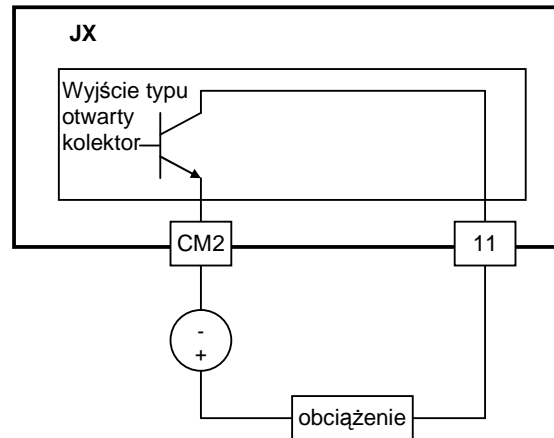 JX
Wyjście typu
otwarty
kolektor
CM2
11
-
+
obciążenie